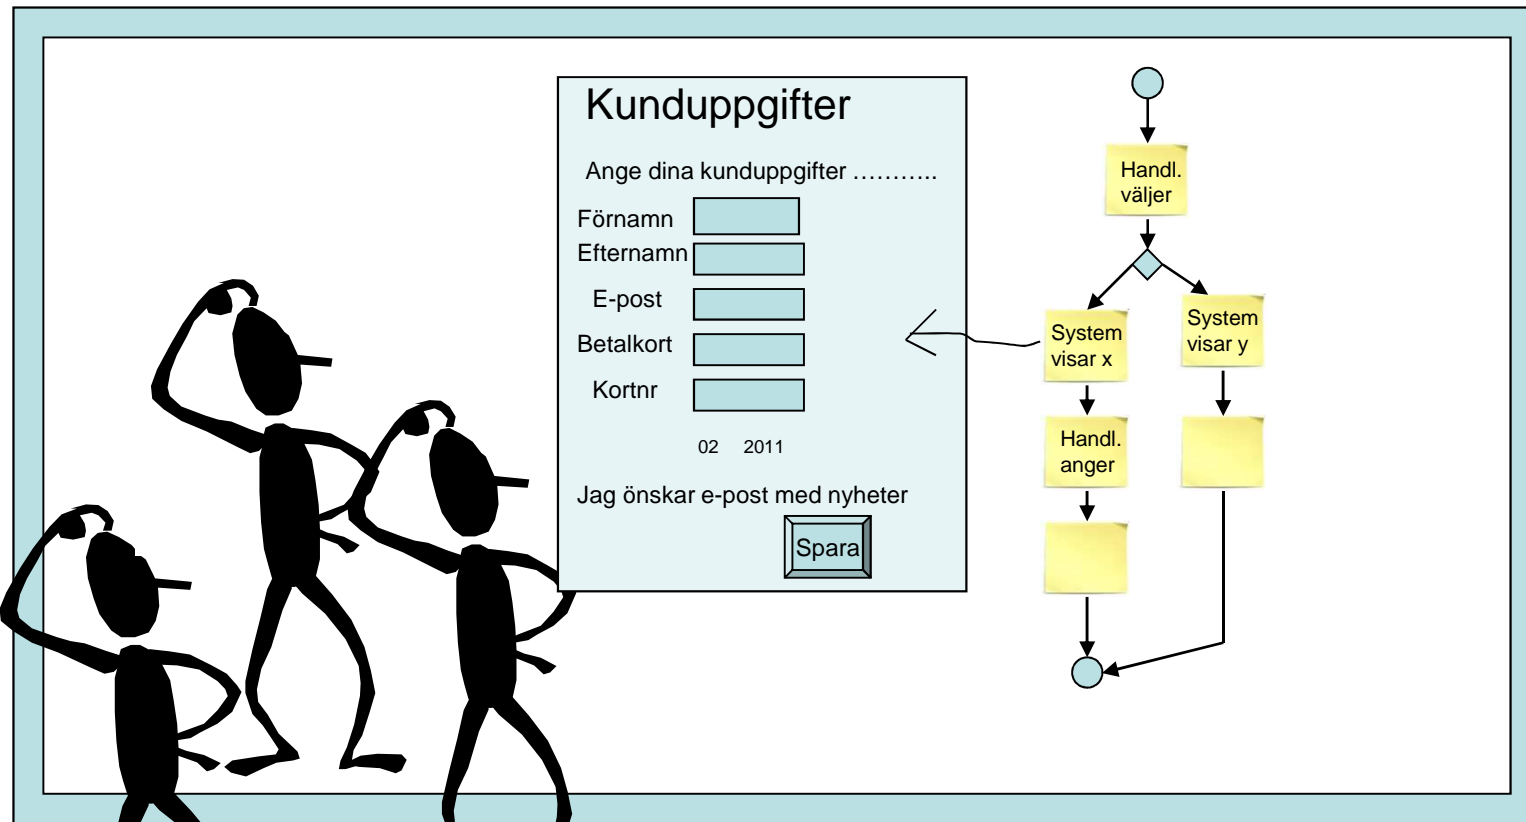 Kunduppgifter
Ange dina kunduppgifter ………..
Förnamn
Efternamn
E-post
Betalkort
Kortnr
02 2011
Jag önskar e-post med nyheter
Spara
Handl.
väljer
System
visar x
System
visar y
Handl.
anger